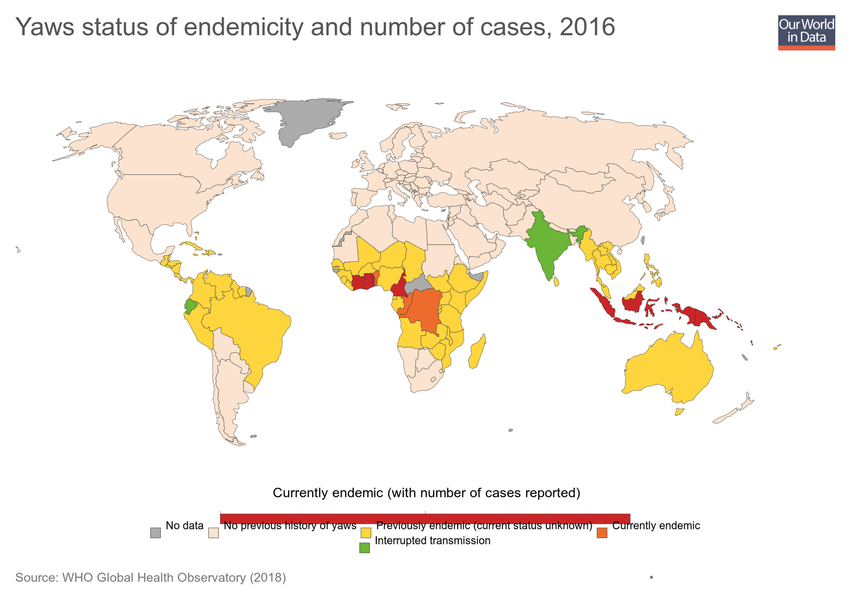 Yaws status of endemicity and number of cases, 2016
Our World
in Data
Currently endemic (with number of cases reported)
No data
No previous history of yaws
Previously endemic (current status unknown)
Currently endemic
Interrupted transmission
Source: WHO Global Health Observatory (2018)